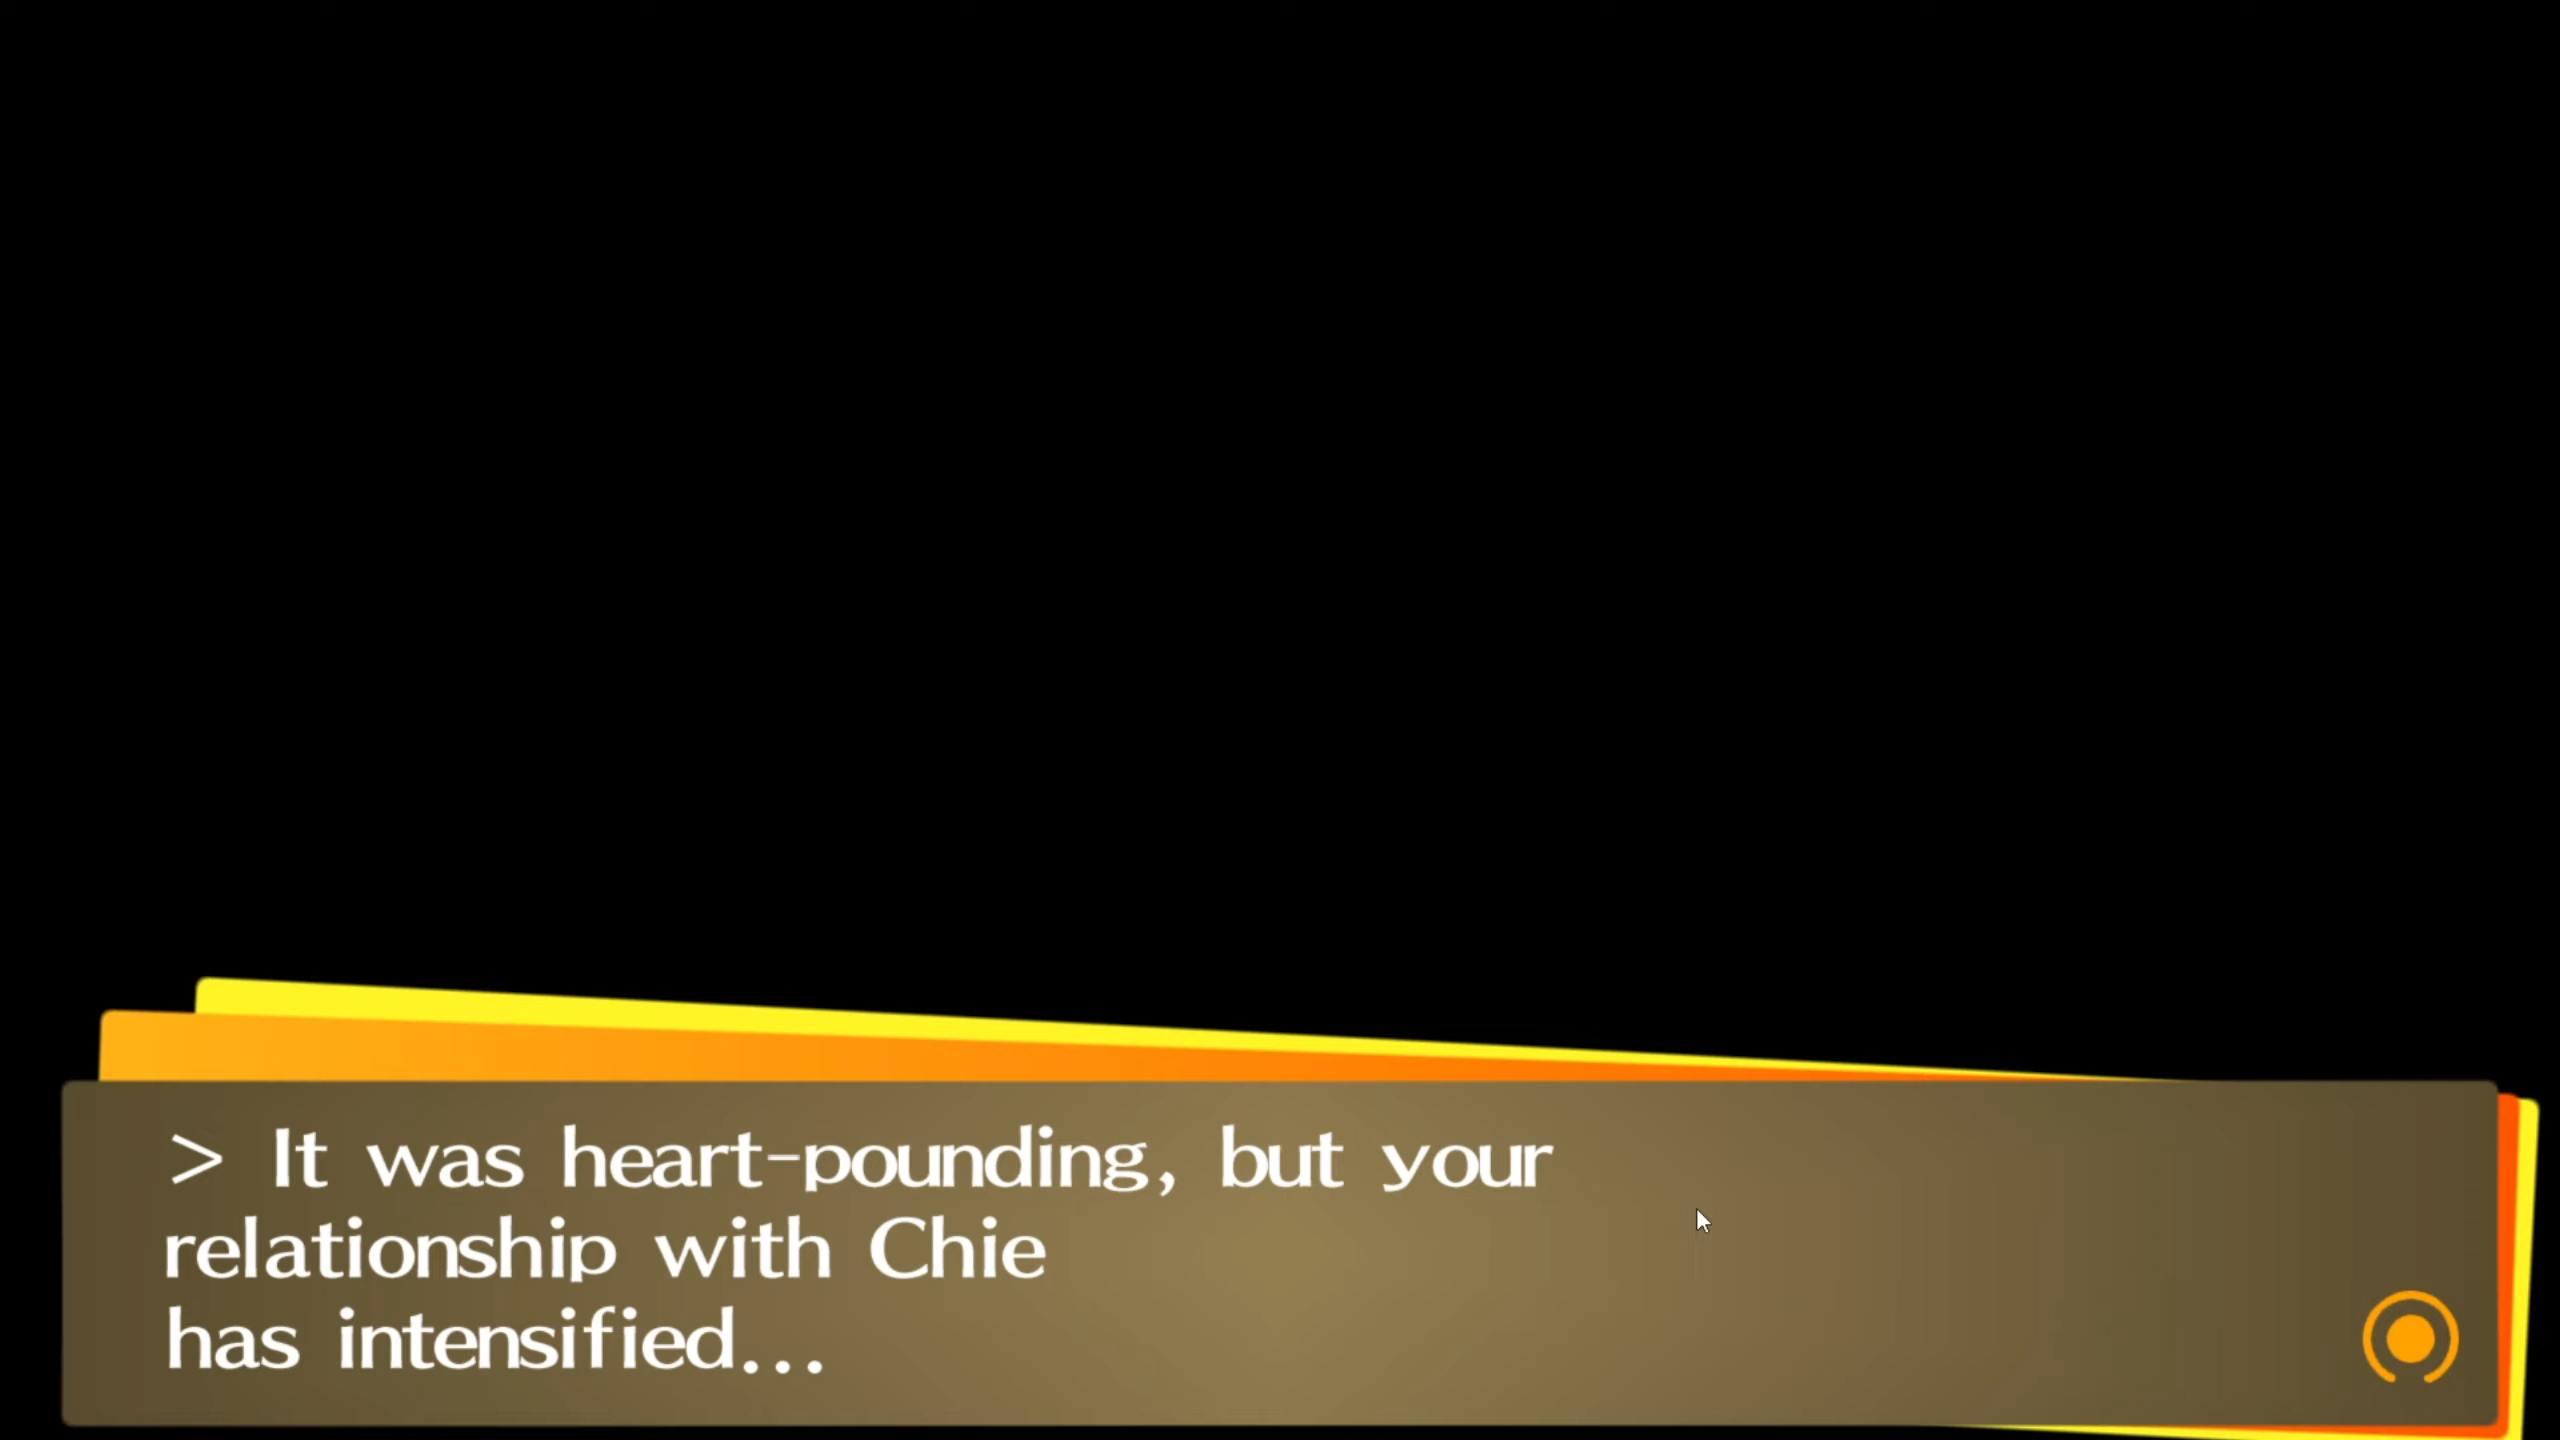 > It was heart-pounding, but your
relationship with Chie
has intensified...